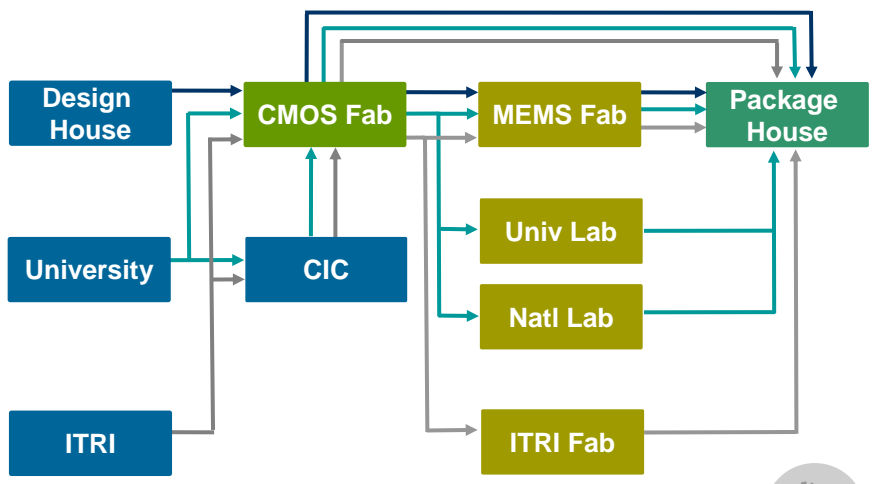 Design
House
CMOS Fab
MEMS Fab
Package
House
University
CIC
Univ Lab
Natl Lab
ITRI
ITRI Fab